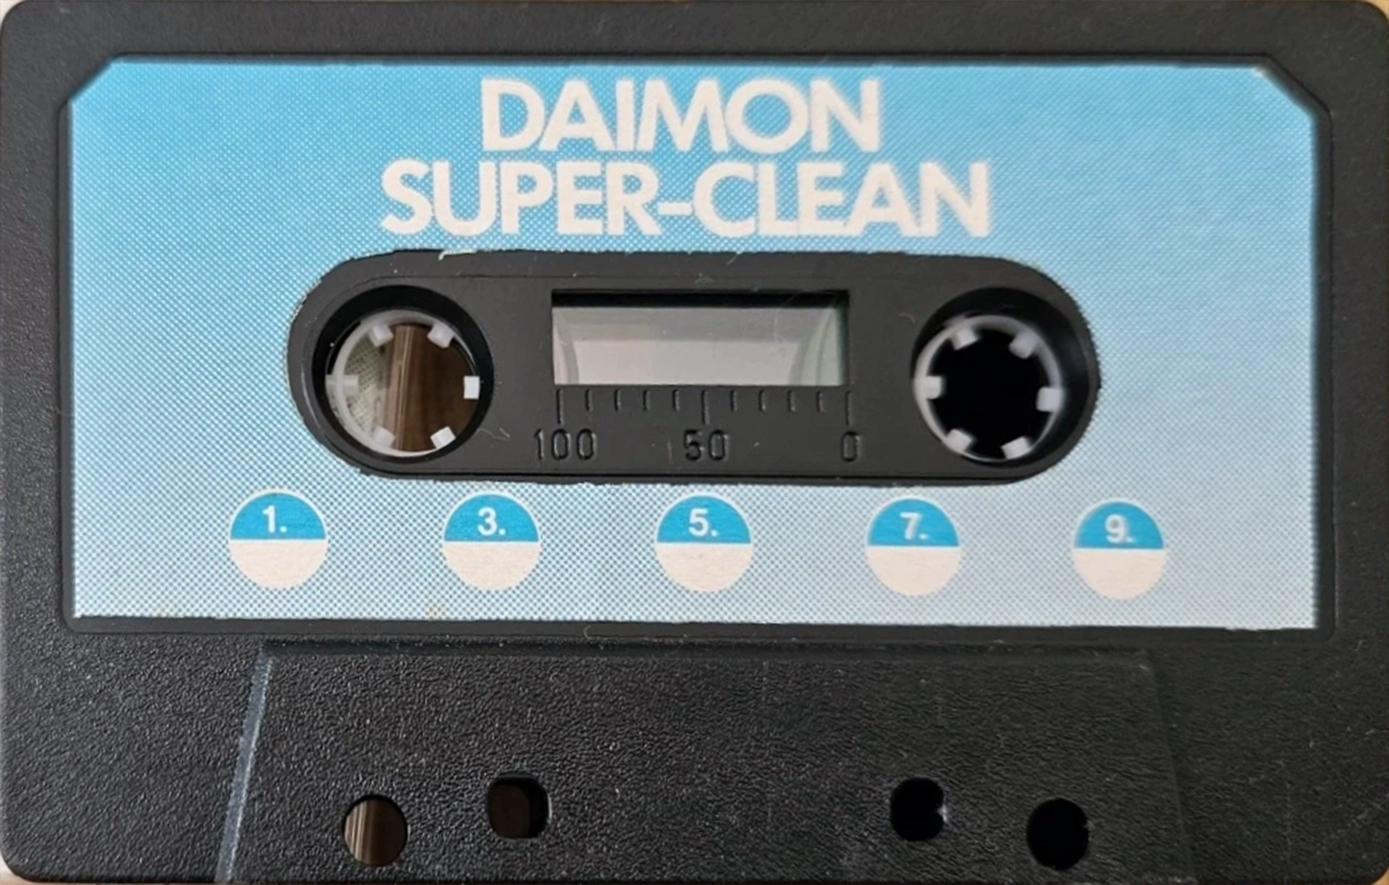 DAIMON
SUPER-CLEAN
100 50 0
1. 3. 5. 7. 9.